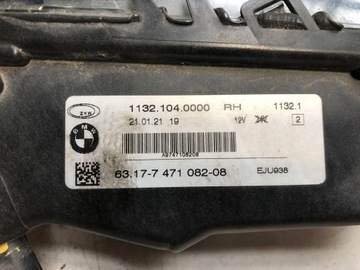 1132.104.0000 RH 1132.1
21.01.21 19 12V 2
BMW
A9747108208
63.17-7 471 082-08 EJU938